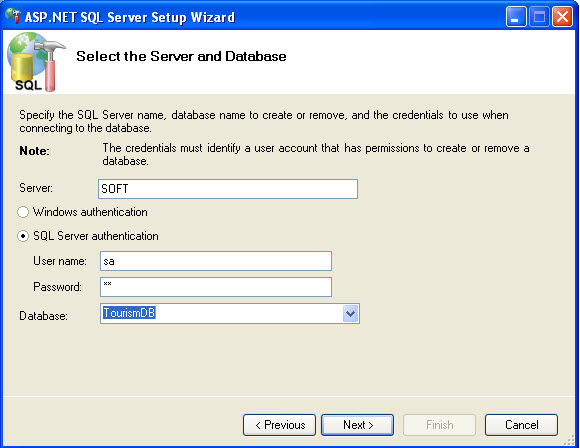 ASP.NET SQL Server Setup Wizard
SQL
Select the Server and Database
Specify the SQL Server name, database name to create or remove, and the credentials to use when
connecting to the database.
Note: The credentials must identify a user account that has permissions to create or remove a
database.
Server: SOFT
Windows authentication
SQL Server authentication
User name: sa
Password: **
Database: TourismDB
< Previous Next > Finish Cancel